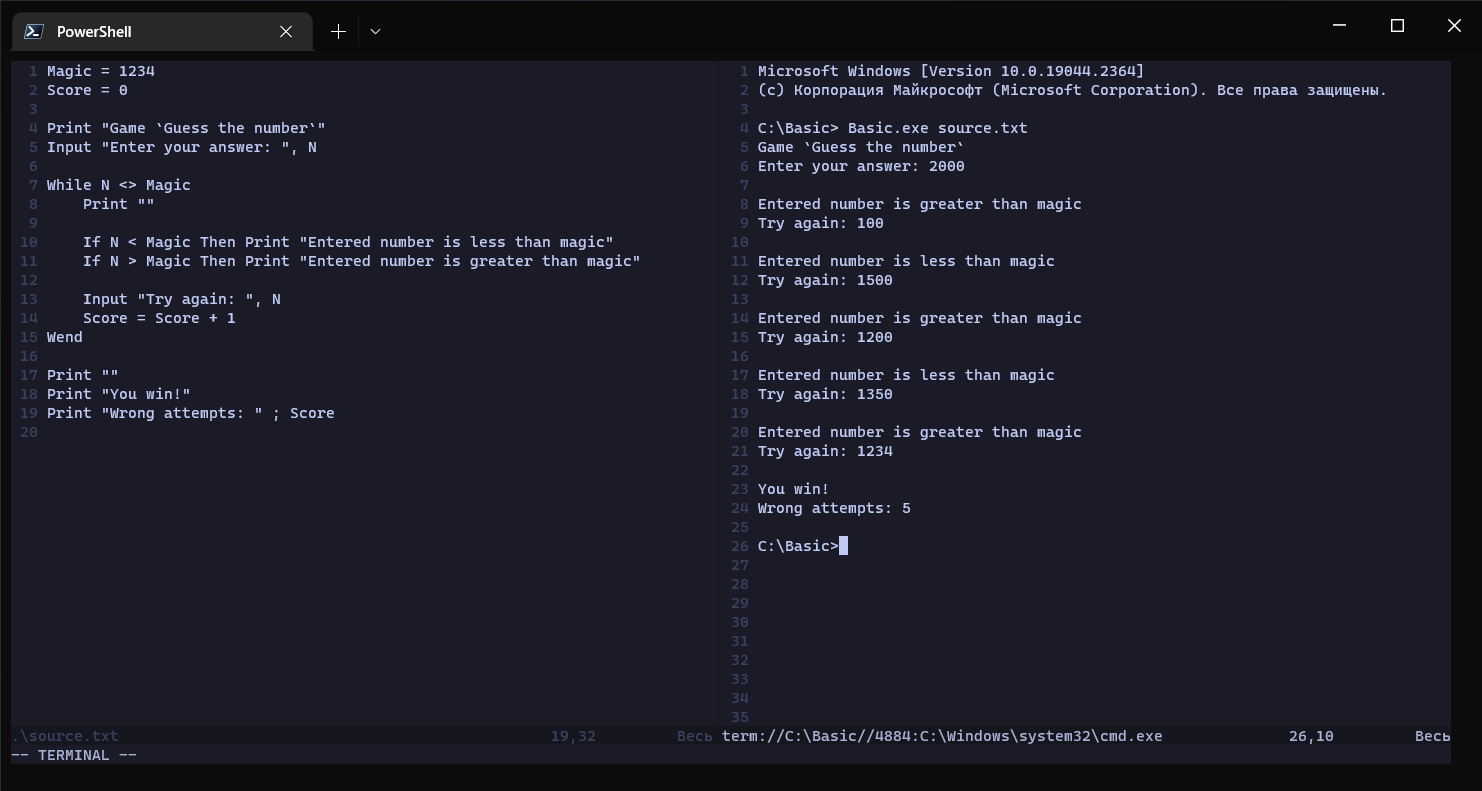 PowerShell
1 Magic = 1234
2 Score = 0
3
4 Print "Game `Guess the number`"
5 Input "Enter your answer: ", N
6
7 While N <> Magic
8     Print ""
9
10     If N < Magic Then Print "Entered number is less than magic"
11     If N > Magic Then Print "Entered number is greater than magic"
12
13     Input "Try again: ", N
14     Score = Score + 1
15 Wend
16
17 Print ""
18 Print "You win!"
19 Print "Wrong attempts: " ; Score
20
.\source.txt 19,32 Весь
1 Microsoft Windows [Version 10.0.19044.2364]
2 (c) Корпорация Майкрософт (Microsoft Corporation). Все права защищены.
3
4 C:\Basic> Basic.exe source.txt
5 Game `Guess the number`
6 Enter your answer: 2000
7
8 Entered number is greater than magic
9 Try again: 100
10
11 Entered number is less than magic
12 Try again: 1500
13
14 Entered number is greater than magic
15 Try again: 1200
16
17 Entered number is less than magic
18 Try again: 1350
19
20 Entered number is greater than magic
21 Try again: 1234
22
23 You win!
24 Wrong attempts: 5
25
26 C:\Basic>
27
28
29
30
31
32
33
34
35
term://C:\Basic//4884:C:\Windows\system32\cmd.exe 26,10 Весь
-- TERMINAL --